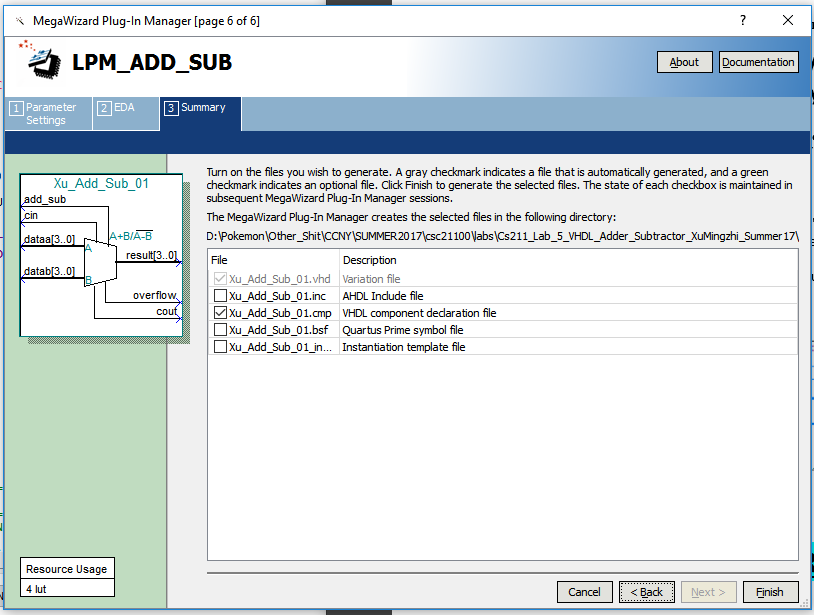 MegaWizard Plug-In Manager [page 6 of 6]
?
LPM_ADD_SUB
About
Documentation
1 Parameter Settings
2 EDA
3 Summary
Xu_Add_Sub_01
add_sub
cin
dataa[3..0]
A
A+B/A-B
result[3..0]
datab[3..0]
B
overflow
cout
Turn on the files you wish to generate. A gray checkmark indicates a file that is automatically generated, and a green
checkmark indicates an optional file. Click Finish to generate the selected files. The state of each checkbox is maintained in
subsequent MegaWizard Plug-In Manager sessions.
The MegaWizard Plug-In Manager creates the selected files in the following directory:
D:\Pokemon\Other_Shit\CCNY\SUMMER2017\csc21100\labs\Cs211_Lab_5_VHDL_Adder_Subtractor_XuMingzhi_Summer17\
File Description
Xu_Add_Sub_01.vhd Variation file
Xu_Add_Sub_01.inc AHDL Include file
Xu_Add_Sub_01.cmp VHDL component declaration file
Xu_Add_Sub_01.bsf Quartus Prime symbol file
Xu_Add_Sub_01_in... Instantiation template file
Resource Usage
4 lut
Cancel
< Back
Next >
Finish